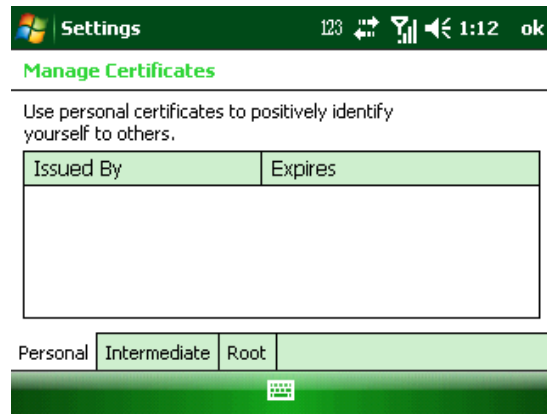 Settings 123 1:12 ok
Manage Certificates
Use personal certificates to positively identify
yourself to others.
Issued By Expires
Personal Intermediate Root